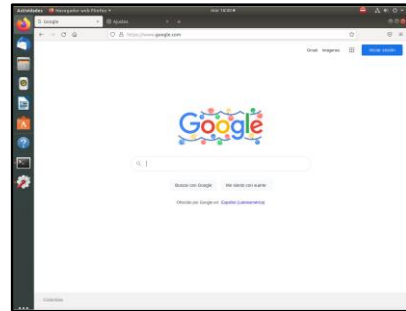 Actividades Navegador web Firefox
Google Ajustes
https://www.google.com
Gmail Imágenes Iniciar sesión
Google
Buscar con Google Me siento con suerte
Ofrecido por Google en: Español (Latinoamérica)
Colombia